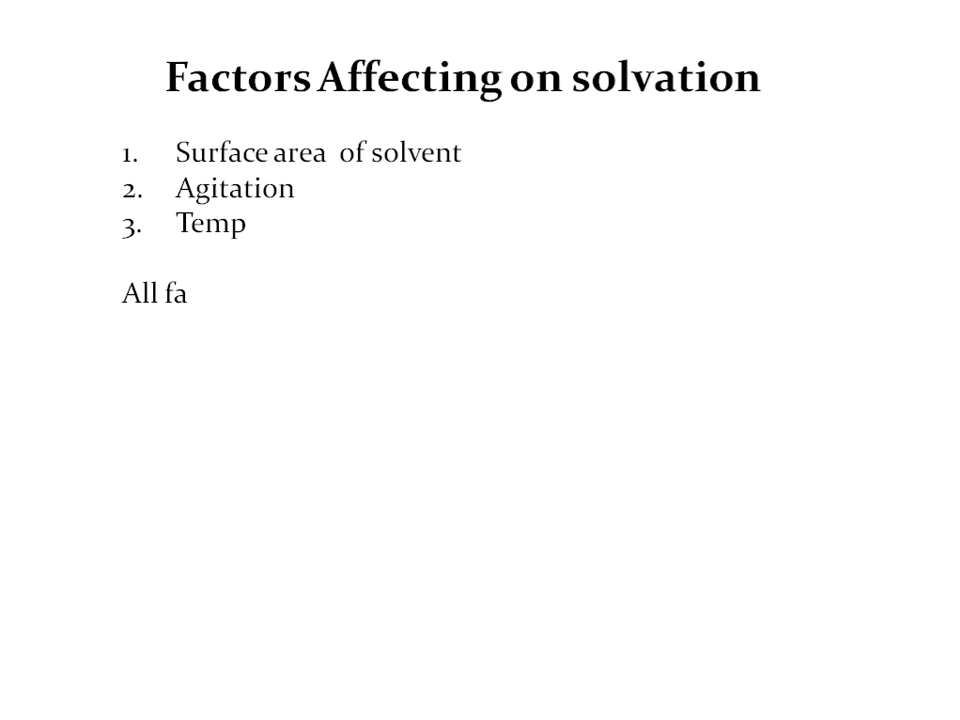 Factors Affecting on solvation
1. Surface area of solvent
2. Agitation
3. Temp
All fa